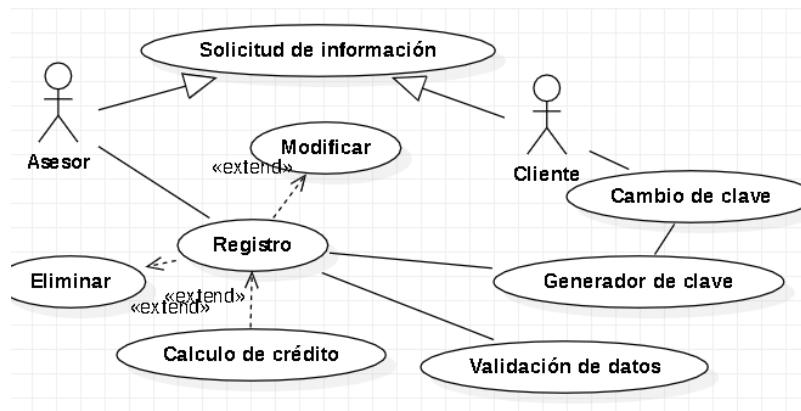 Solicitud de información
Asesor
Modificar
«extend»
Cliente
Cambio de clave
Registro
Eliminar
Generador de clave
«extend»
«extend»
Calculo de crédito
Validación de datos